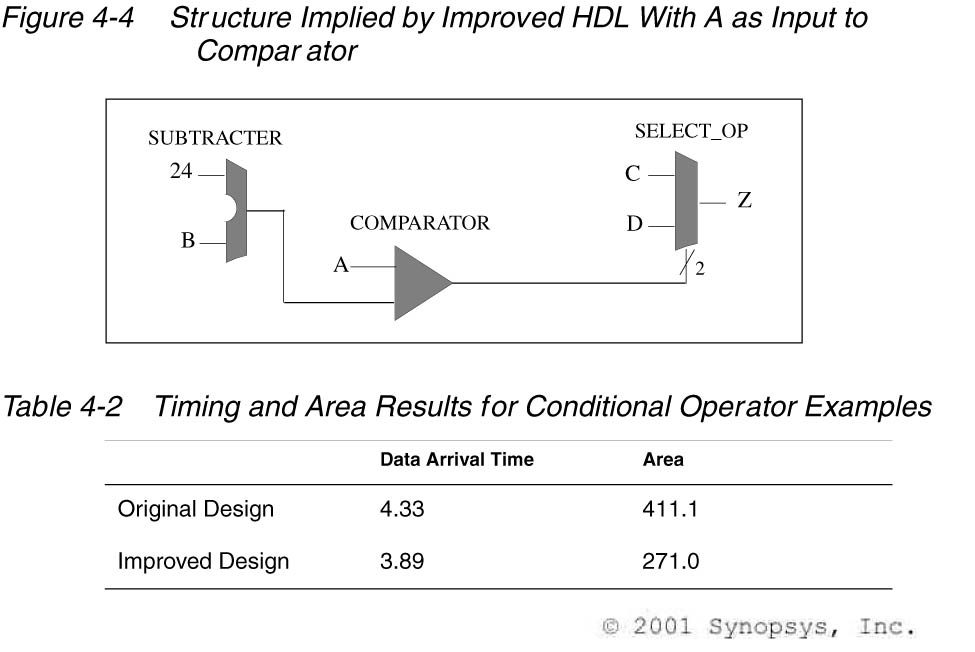 Figure 4-4 Structure Implied by Improved HDL With A as Input to
Comparator
SUBTRACTER
SELECT_OP
24
C
Z
D
B
COMPARATOR
A
2
Table 4-2 Timing and Area Results for Conditional Operator Examples
Data Arrival Time Area
Original Design 4.33 411.1
Improved Design 3.89 271.0
© 2001 Synopsys, Inc.